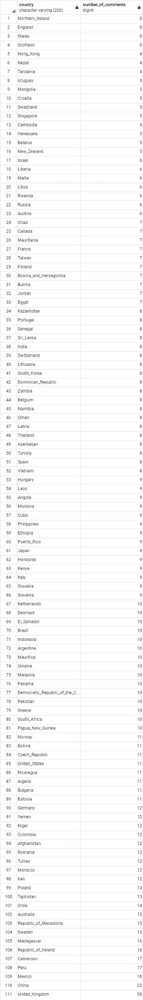 country number_of_comments
character varying (200) bigint
1 Northern_Ireland 0
2 England 0
3 Wales 0
4 Scotland 0
5 Hong_Kong 4
6 Nepal 4
7 Tanzania 4
8 Uruguay 5
9 Mongolia 5
10 Croatia 5
11 Swaziland 5
12 Singapore 5
13 Cambodia 5
14 Venezuela 5
15 Belarus 5
16 New_Zealand 5
17 Israel 6
18 Liberia 6
19 Malta 6
20 Libya 6
21 Rwanda 6
22 Russia 6
23 Austria 6
24 Chad 7
25 Canada 7
26 Mauritania 7
27 France 7
28 Taiwan 7
29 Finland 7
30 Bosnia_and_Herzegovina 7
31 Burma 7
32 Jordan 7
33 Egypt 7
34 Kazakhstan 8
35 Portugal 8
36 Senegal 8
37 Sri_Lanka 8
38 India 8
39 Switzerland 8
40 Lithuania 8
41 South_Korea 8
42 Dominican_Republic 8
43 Zambia 8
44 Belgium 8
45 Namibia 8
46 Oman 8
47 Latvia 8
48 Thailand 8
49 Azerbaijan 8
50 Tunisia 8
51 Spain 8
52 Vietnam 8
53 Hungary 9
54 Laos 9
55 Angola 9
56 Moldova 9
57 Cuba 9
58 Philippines 9
59 Ethiopia 9
60 Puerto_Rico 9
61 Japan 9
62 Honduras 9
63 Kenya 9
64 Italy 9
65 Slovakia 9
66 Slovenia 9
67 Netherlands 10
68 Denmark 10
69 El_Salvador 10
70 Brazil 10
71 Indonesia 10
72 Argentina 10
73 Mauritius 10
74 Ukraine 10
75 Malaysia 10
76 Panama 10
77 Democratic_Republic_of_the_C... 10
78 Pakistan 10
79 Greece 10
80 South_Africa 10
81 Papua_New_Guinea 10
82 Norway 11
83 Bolivia 11
84 Czech_Republic 11
85 United_States 11
86 Nicaragua 11
87 Algeria 11
88 Bulgaria 11
89 Estonia 11
90 Germany 12
91 Yemen 12
92 Niger 12
93 Colombia 12
94 Afghanistan 12
95 Romania 12
96 Turkey 12
97 Morocco 12
98 Iran 12
99 Poland 13
100 Tajikistan 13
101 Chile 14
102 Australia 15
103 Republic_of_Macedonia 15
104 Sweden 15
105 Madagascar 16
106 Republic_of_Ireland 16
107 Cameroon 17
108 Peru 17
109 Mexico 18
110 China 22
111 United_Kingdom 50